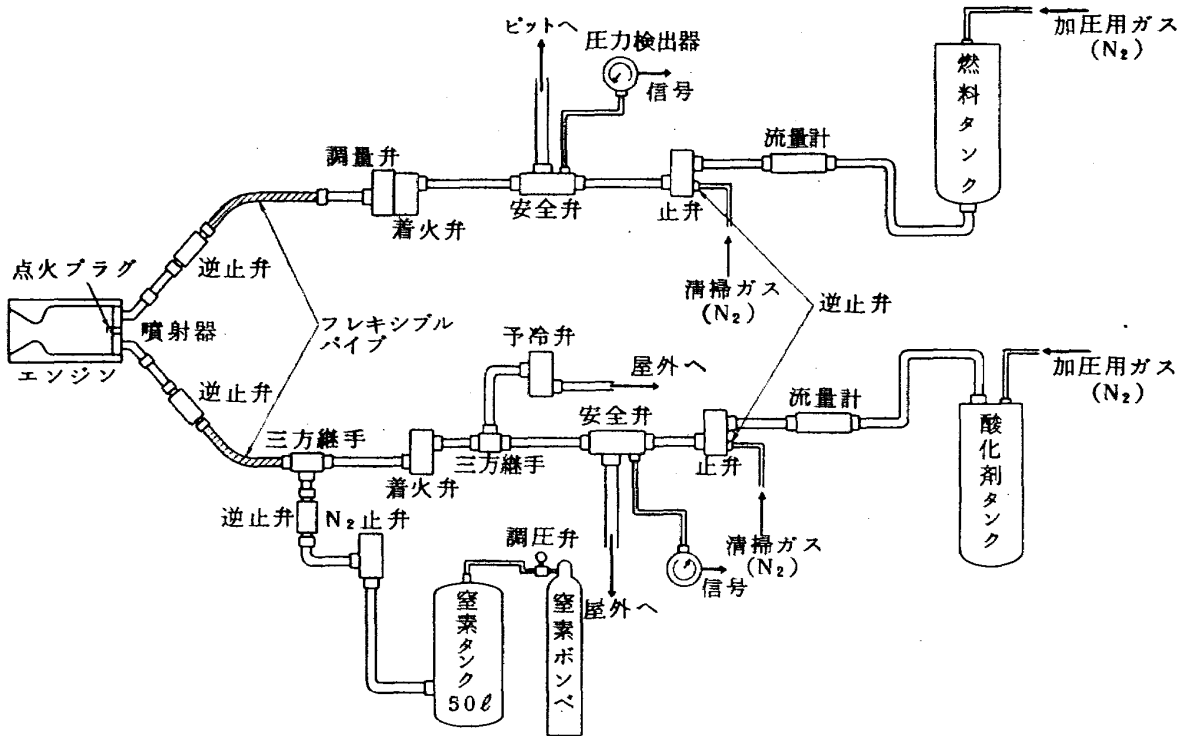 ピットへ
圧力検出器
信号
加圧用ガス
(N₂)
燃料タンク
流量計
調量弁
着火弁
安全弁
止弁
清掃ガス
(N₂)
逆止弁
点火プラグ
逆止弁
噴射器
エンジン
フレキシブル
パイプ
予冷弁
屋外へ
逆止弁
安全弁
流量計
加圧用ガス
(N₂)
三方継手
着火弁
三方継手
止弁
酸化剤タンク
逆止弁
N₂止弁
調圧弁
清掃ガス
(N₂)
信号
屋外へ
窒素タンク
50ℓ
窒素ボンベ